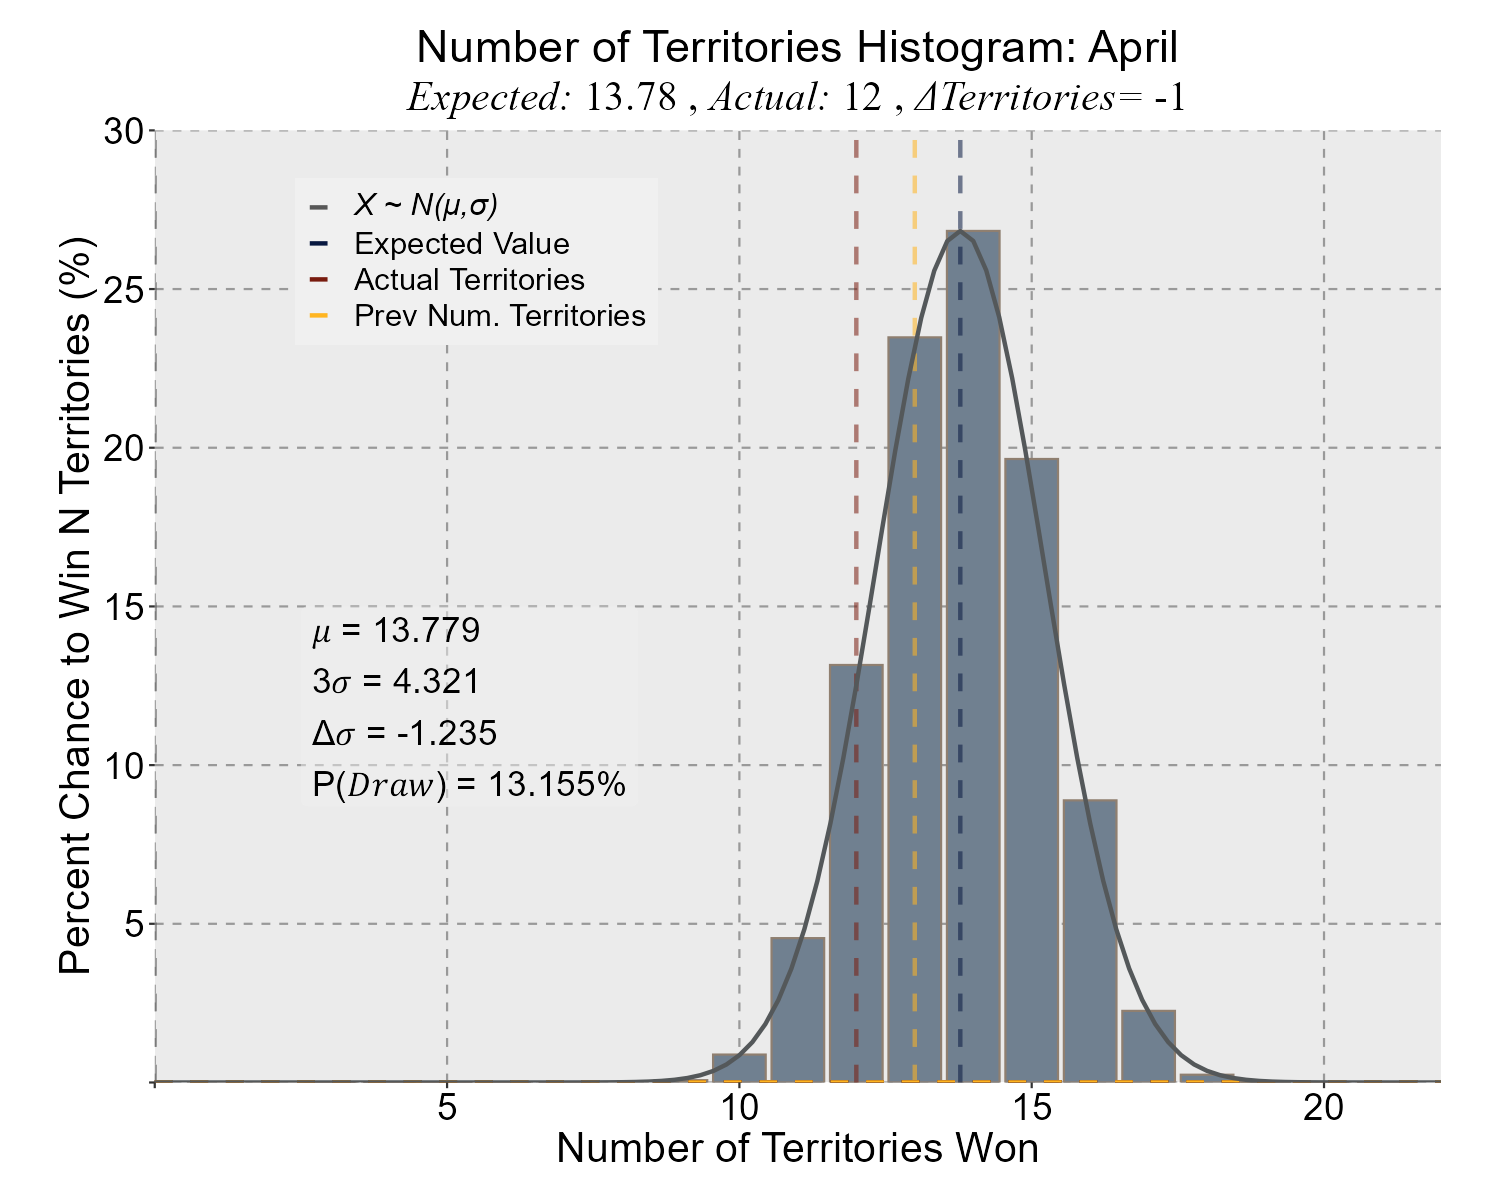 Number of Territories Histogram: April
Expected: 13.78 , Actual: 12 , ΔTerritories= -1
30
25
20
15
10
5
Percent Chance to Win N Territories (%)
X ~ N(μ,σ)
Expected Value
Actual Territories
Prev Num. Territories
μ = 13.779
3σ = 4.321
Δσ = -1.235
P(Draw) = 13.155%
5 10 15 20
Number of Territories Won